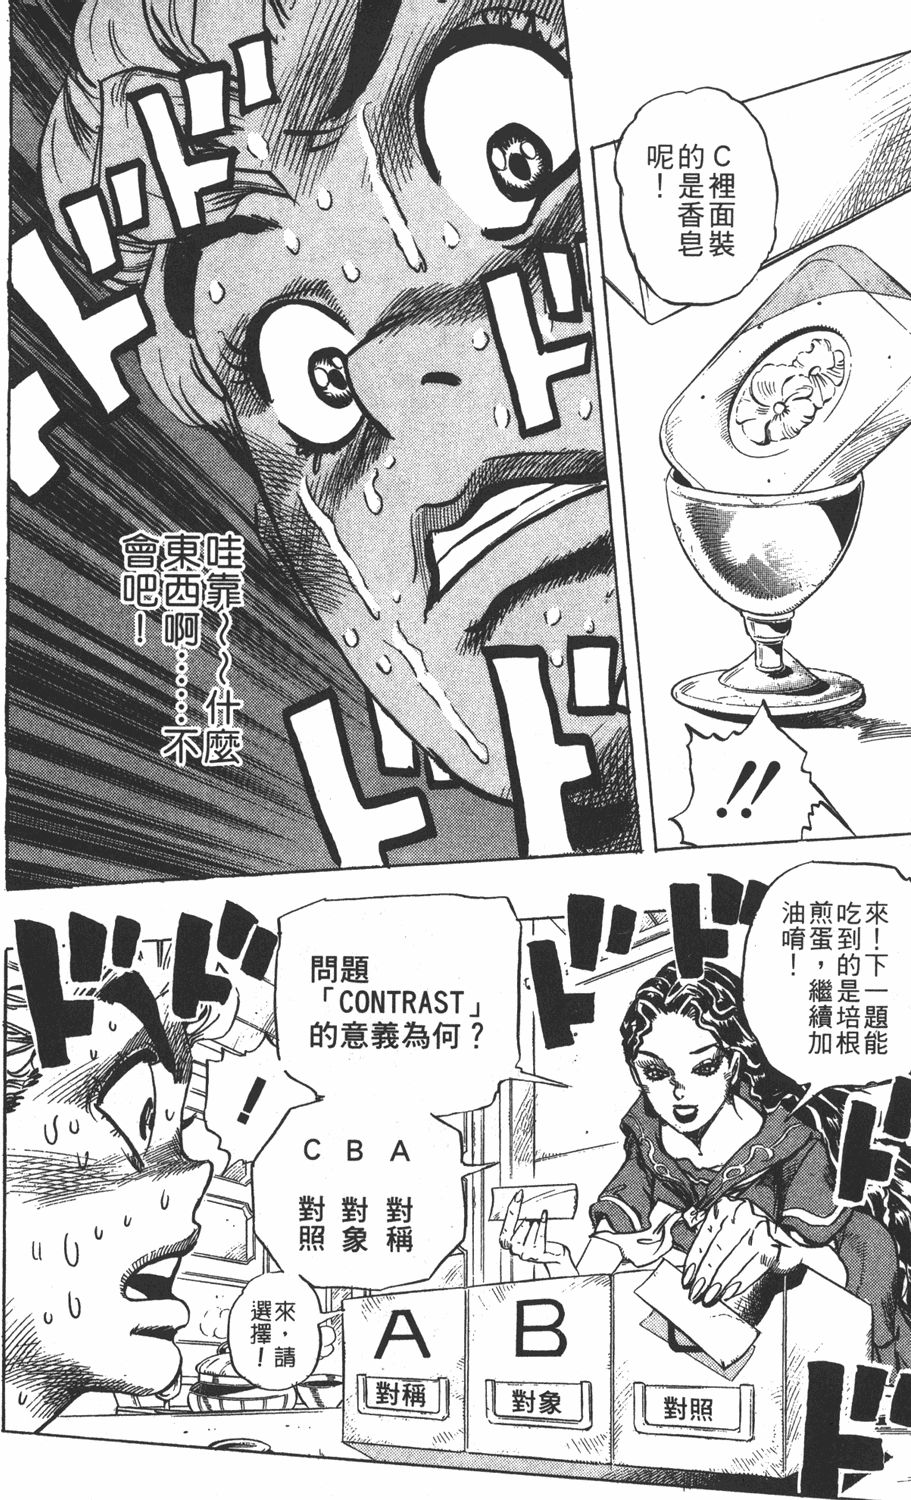 C裡面裝
的是香皂
呢！
!!
ドドド
ドドド
哇靠～～什麼
東西啊……不
會吧！
來！下一題能
吃到的是培根
煎蛋，繼續加
油唷！
問題
「CONTRAST」
的意義為何？
A 對稱
B 對象
C 對照
!
來，請
選擇！
A
對稱
B
對象
對照
ドド
ドド
ドド